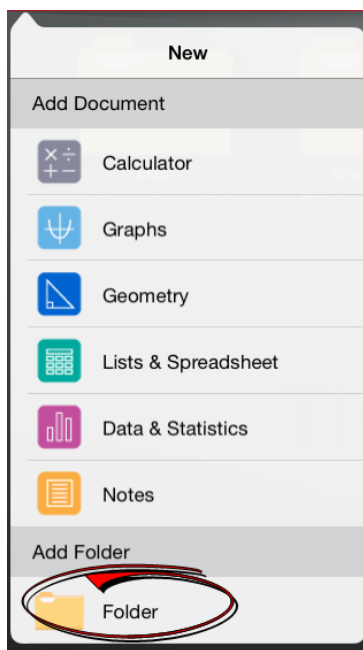 New
Add Document
Calculator
Graphs
Geometry
Lists & Spreadsheet
Data & Statistics
Notes
Add Folder
Folder